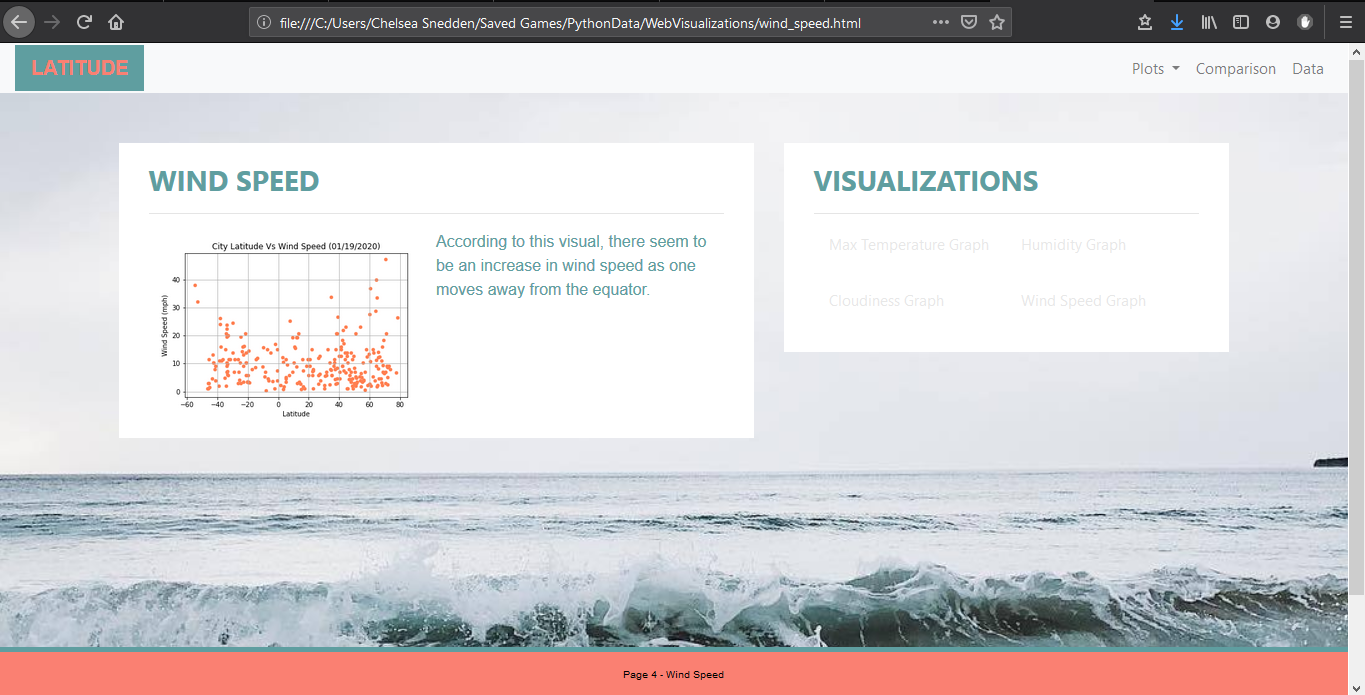 file:///C:/Users/Chelsea Snedden/Saved Games/PythonData/WebVisualizations/wind_speed.html
LATITUDE
Plots
Comparison
Data
WIND SPEED
City Latitude Vs Wind Speed (01/19/2020)
Wind Speed (mph)
40
30
20
10
0
−60 −40 −20 0 20 40 60 80
Latitude
According to this visual, there seem to
be an increase in wind speed as one
moves away from the equator.
VISUALIZATIONS
Max Temperature Graph
Humidity Graph
Cloudiness Graph
Wind Speed Graph
Page 4 - Wind Speed